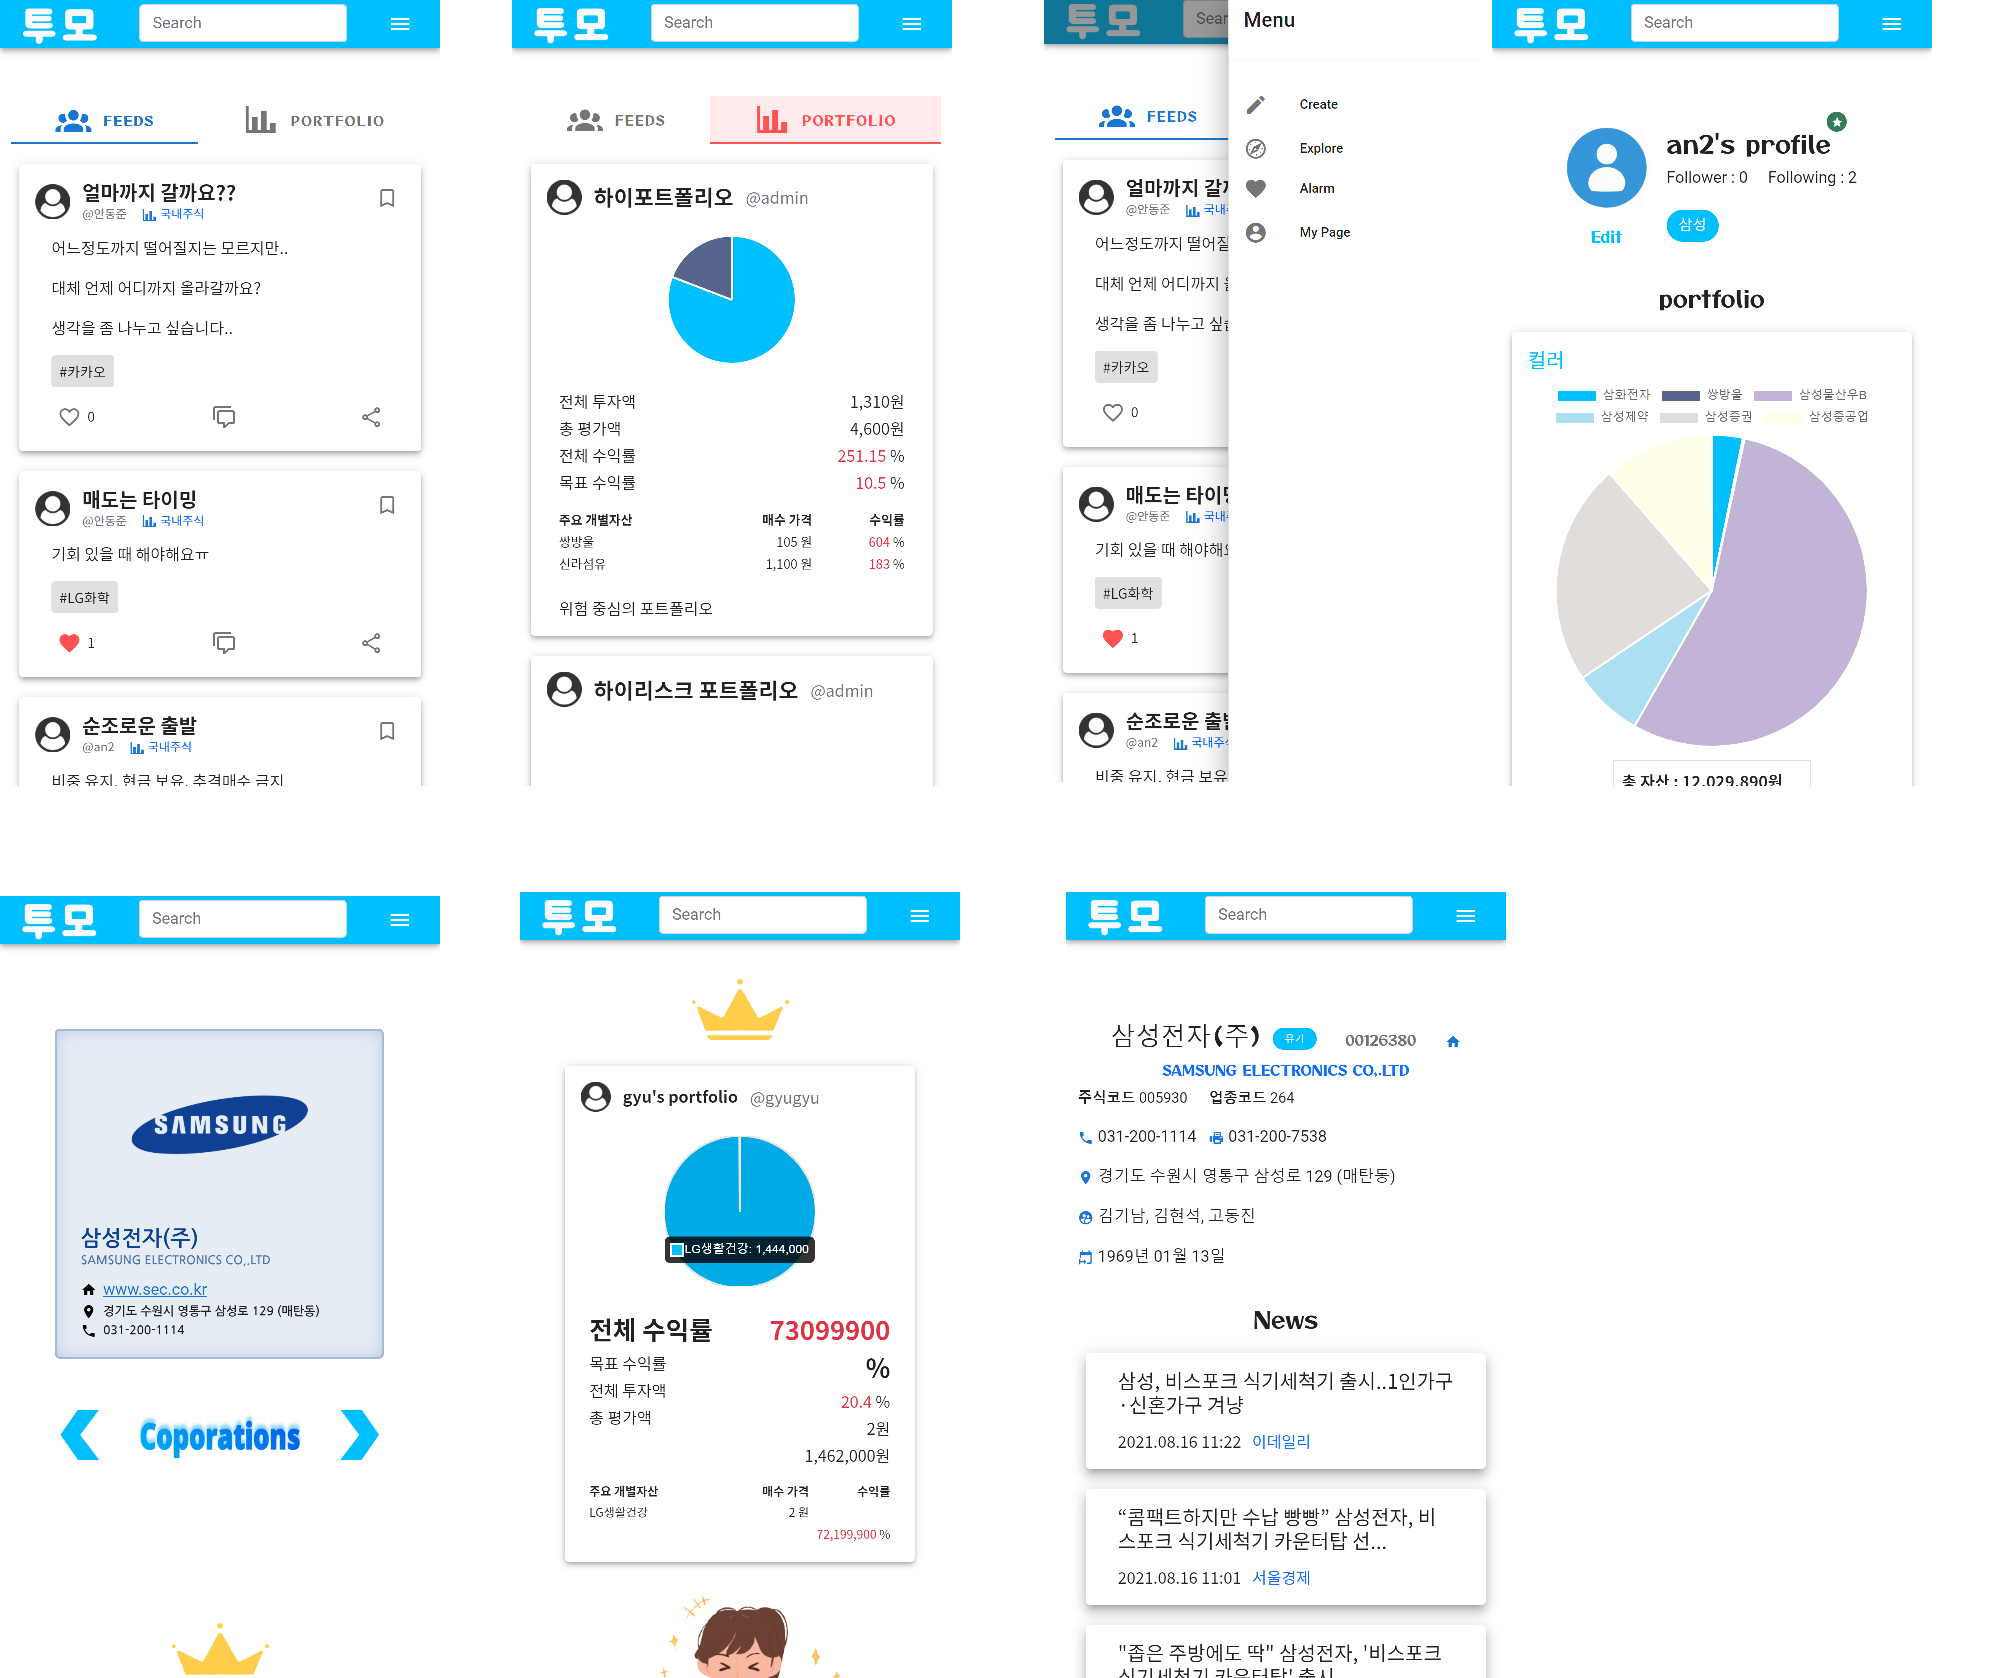 투모
Search
FEEDS
PORTFOLIO
얼마까지 갈까요??
@안동준 국내주식
어느정도까지 떨어질지는 모르지만..
대체 언제 어디까지 올라갈까요?
생각을 좀 나누고 싶습니다..
#카카오
0
매도는 타이밍
@안동준 국내주식
기회 있을 때 해야해요ㅠ
#LG화학
1
순조로운 출발
@an2 국내주식
비중 유지, 현금 보유, 추격매수 금지
투모
Search
FEEDS
PORTFOLIO
하이포트폴리오 @admin
전체 투자액 1,310원
총 평가액 4,600원
전체 수익률 251.15 %
목표 수익률 10.5 %
주요 개별자산 매수 가격 수익률
쌍방울 105 원 604 %
신라섬유 1,100 원 183 %
위험 중심의 포트폴리오
하이리스크 포트폴리오 @admin
투모
Sear
FEEDS
얼마까지 갈까
@안동준 국내
어느정도까지 떨어질
대체 언제 어디까지
생각을 좀 나누고 싶
#카카오
0
매도는 타이밍
@안동준 국내
기회 있을 때 해야해요
#LG화학
1
순조로운 출발
@an2 국내주
비중 유지, 현금 보유
Menu
Create
Explore
Alarm
My Page
투모
Search
an2's profile
Follower : 0 Following : 2
삼성
Edit
portfolio
컬러
삼화전자 쌍방울 삼성물산우B
삼성제약 삼성증권 삼성중공업
총 자산 : 12,029,890원
투모
Search
SAMSUNG
삼성전자(주)
SAMSUNG ELECTRONICS CO,.LTD
www.sec.co.kr
경기도 수원시 영통구 삼성로 129 (매탄동)
031-200-1114
Coporations
투모
Search
gyu's portfolio @gyugyu
LG생활건강: 1,444,000
전체 수익률 73099900
%
목표 수익률
20.4 %
전체 투자액
2원
총 평가액
1,462,000원
주요 개별자산 매수 가격 수익률
LG생활건강 2 원
72,199,900 %
투모
Search
삼성전자(주) 유가 00126380
SAMSUNG ELECTRONICS CO,.LTD
주식코드 005930 업종코드 264
031-200-1114 031-200-7538
경기도 수원시 영통구 삼성로 129 (매탄동)
김기남, 김현석, 고동진
1969년 01월 13일
News
삼성, 비스포크 식기세척기 출시..1인가구
·신혼가구 겨냥
2021.08.16 11:22 이데일리
“콤팩트하지만 수납 빵빵” 삼성전자, 비
스포크 식기세척기 카운터탑 선...
2021.08.16 11:01 서울경제
"좁은 주방에도 딱" 삼성전자, '비스포크
식기세척기 카운터탑' 출시